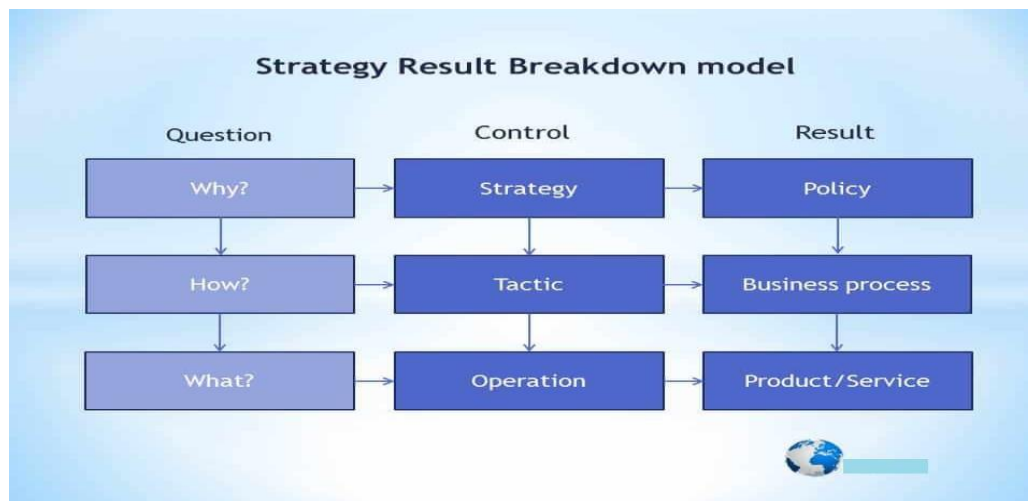 Strategy Result Breakdown model
Question
Control
Result
Why?
Strategy
Policy
How?
Tactic
Business process
What?
Operation
Product/Service